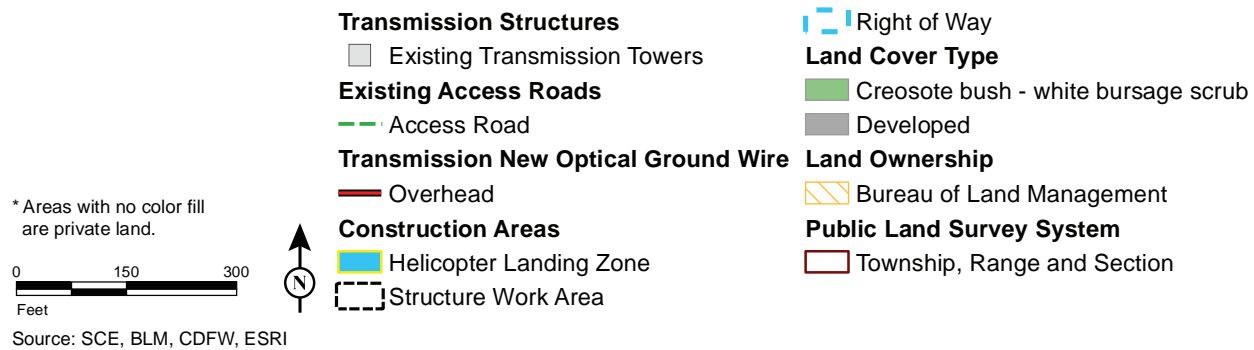 * Areas with no color fill
are private land.
0 150 300
Feet
Source: SCE, BLM, CDFW, ESRI
N
Transmission Structures
Existing Transmission Towers
Existing Access Roads
Access Road
Transmission New Optical Ground Wire
Overhead
Construction Areas
Helicopter Landing Zone
Structure Work Area
Right of Way
Land Cover Type
Creosote bush - white bursage scrub
Developed
Land Ownership
Bureau of Land Management
Public Land Survey System
Township, Range and Section